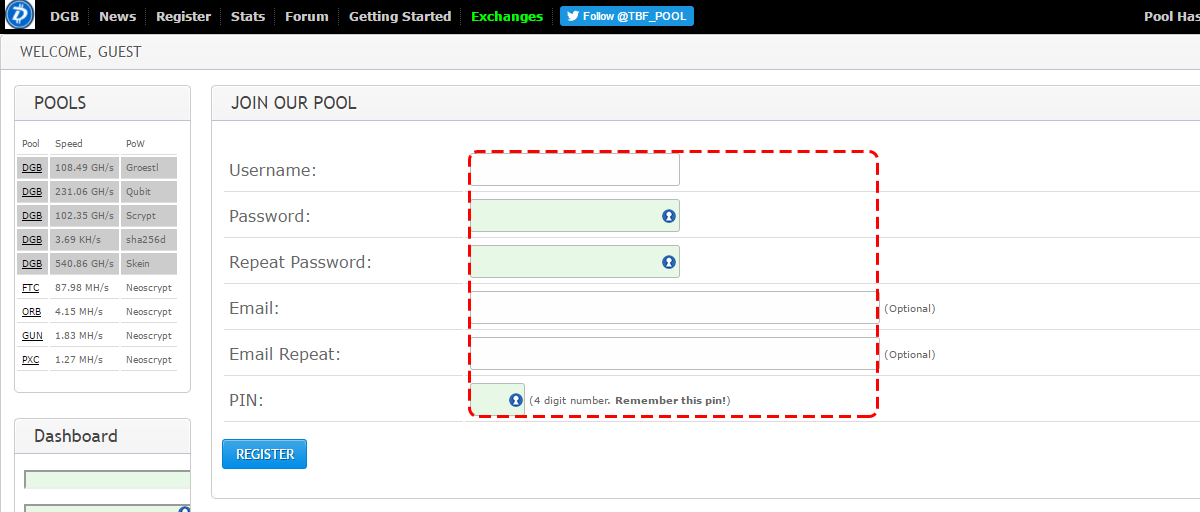 DGB News Register Stats Forum Getting Started Exchanges Follow @TBF_POOL Pool Has
WELCOME, GUEST
POOLS
Pool Speed PoW
DGB 108.49 GH/s Groestl
DGB 231.06 GH/s Qubit
DGB 102.35 GH/s Scrypt
DGB 3.69 KH/s sha256d
DGB 540.86 GH/s Skein
FTC 87.98 MH/s Neoscrypt
ORB 4.15 MH/s Neoscrypt
GUN 1.83 MH/s Neoscrypt
PXC 1.27 MH/s Neoscrypt
Dashboard
JOIN OUR POOL
Username:
Password:
Repeat Password:
Email: (Optional)
Email Repeat: (Optional)
PIN: (4 digit number. Remember this pin!)
REGISTER